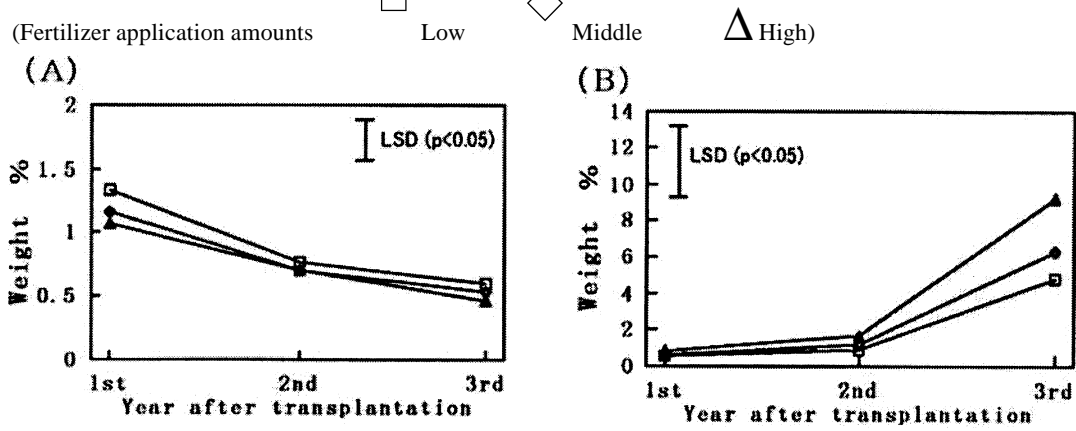 (Fertilizer application amounts Low Middle High)
(A)
2
1.5
1
0.5
0
Weight %
LSD (p<0.05)
1st 2nd 3rd
Year after transplantation
(B)
14
12
10
8
6
4
2
0
Weight %
LSD (p<0.05)
1st 2nd 3rd
Year after transplantation